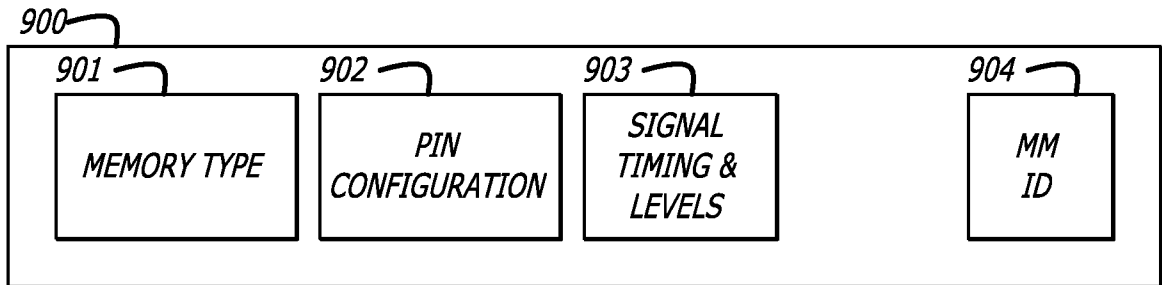 900
901
902
903
904
MEMORY TYPE
PIN
CONFIGURATION
SIGNAL
TIMING &
LEVELS
MM
ID